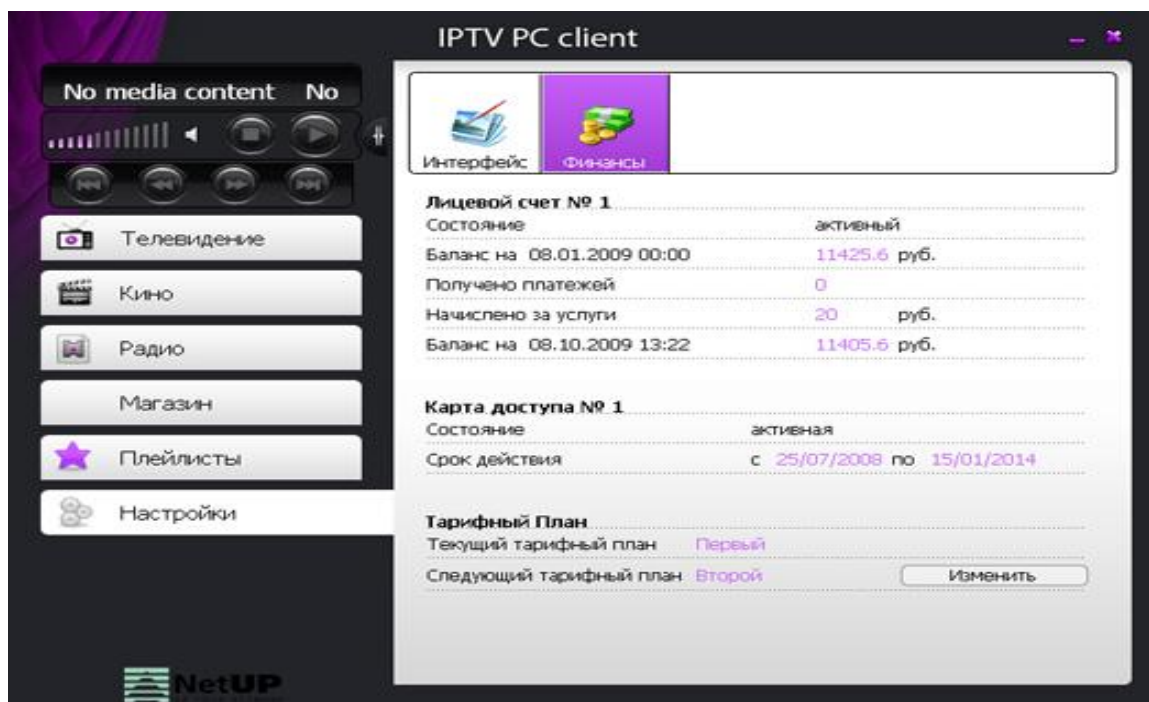 IPTV PC client
No media content No
Интерфейс
Финансы
Лицевой счет № 1
Состояние активный
Баланс на 08.01.2009 00:00 11425.6 руб.
Получено платежей 0
Начислено за услуги 20 руб.
Баланс на 08.10.2009 13:22 11405.6 руб.
Карта доступа № 1
Состояние активная
Срок действия с 25/07/2008 по 15/01/2014
Тарифный План
Текущий тарифный план Первый
Следующий тарифный план Второй Изменить
Телевидение
Кино
Радио
Магазин
Плейлисты
Настройки
NetUP